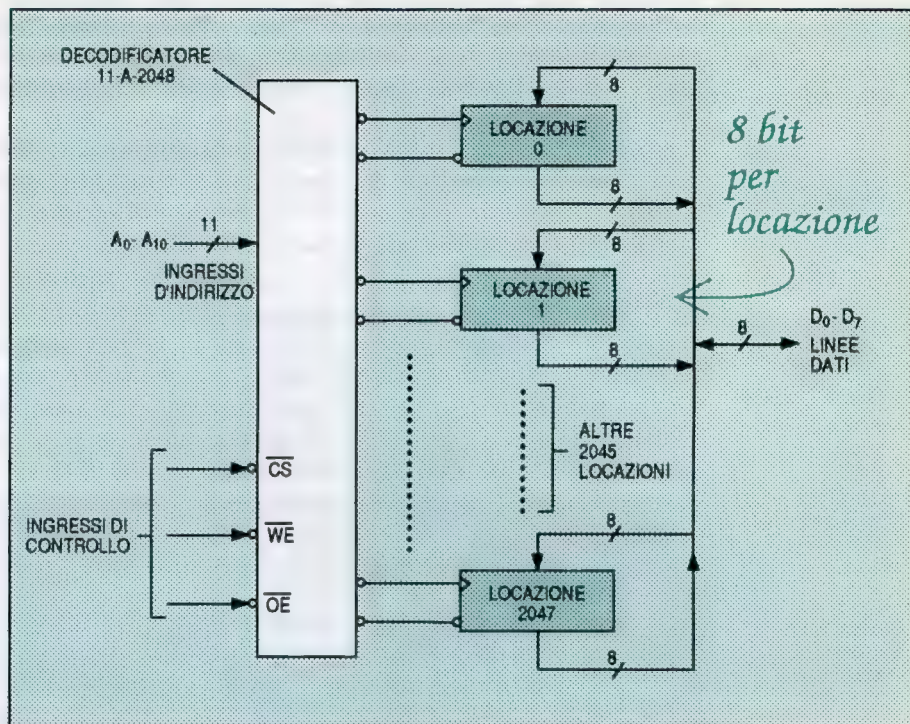 DECODIFICATORE
11-A-2048
8
LOCAZIONE
0
8
8 bit
per
locazione
A0- A10
11
INGRESSI
D'INDIRIZZO
8
LOCAZIONE
1
8
8
D0- D7
LINEE
DATI
ALTRE
2045
LOCAZIONI
INGRESSI DI
CONTROLLO
CS
WE
OE
8
LOCAZIONE
2047
8